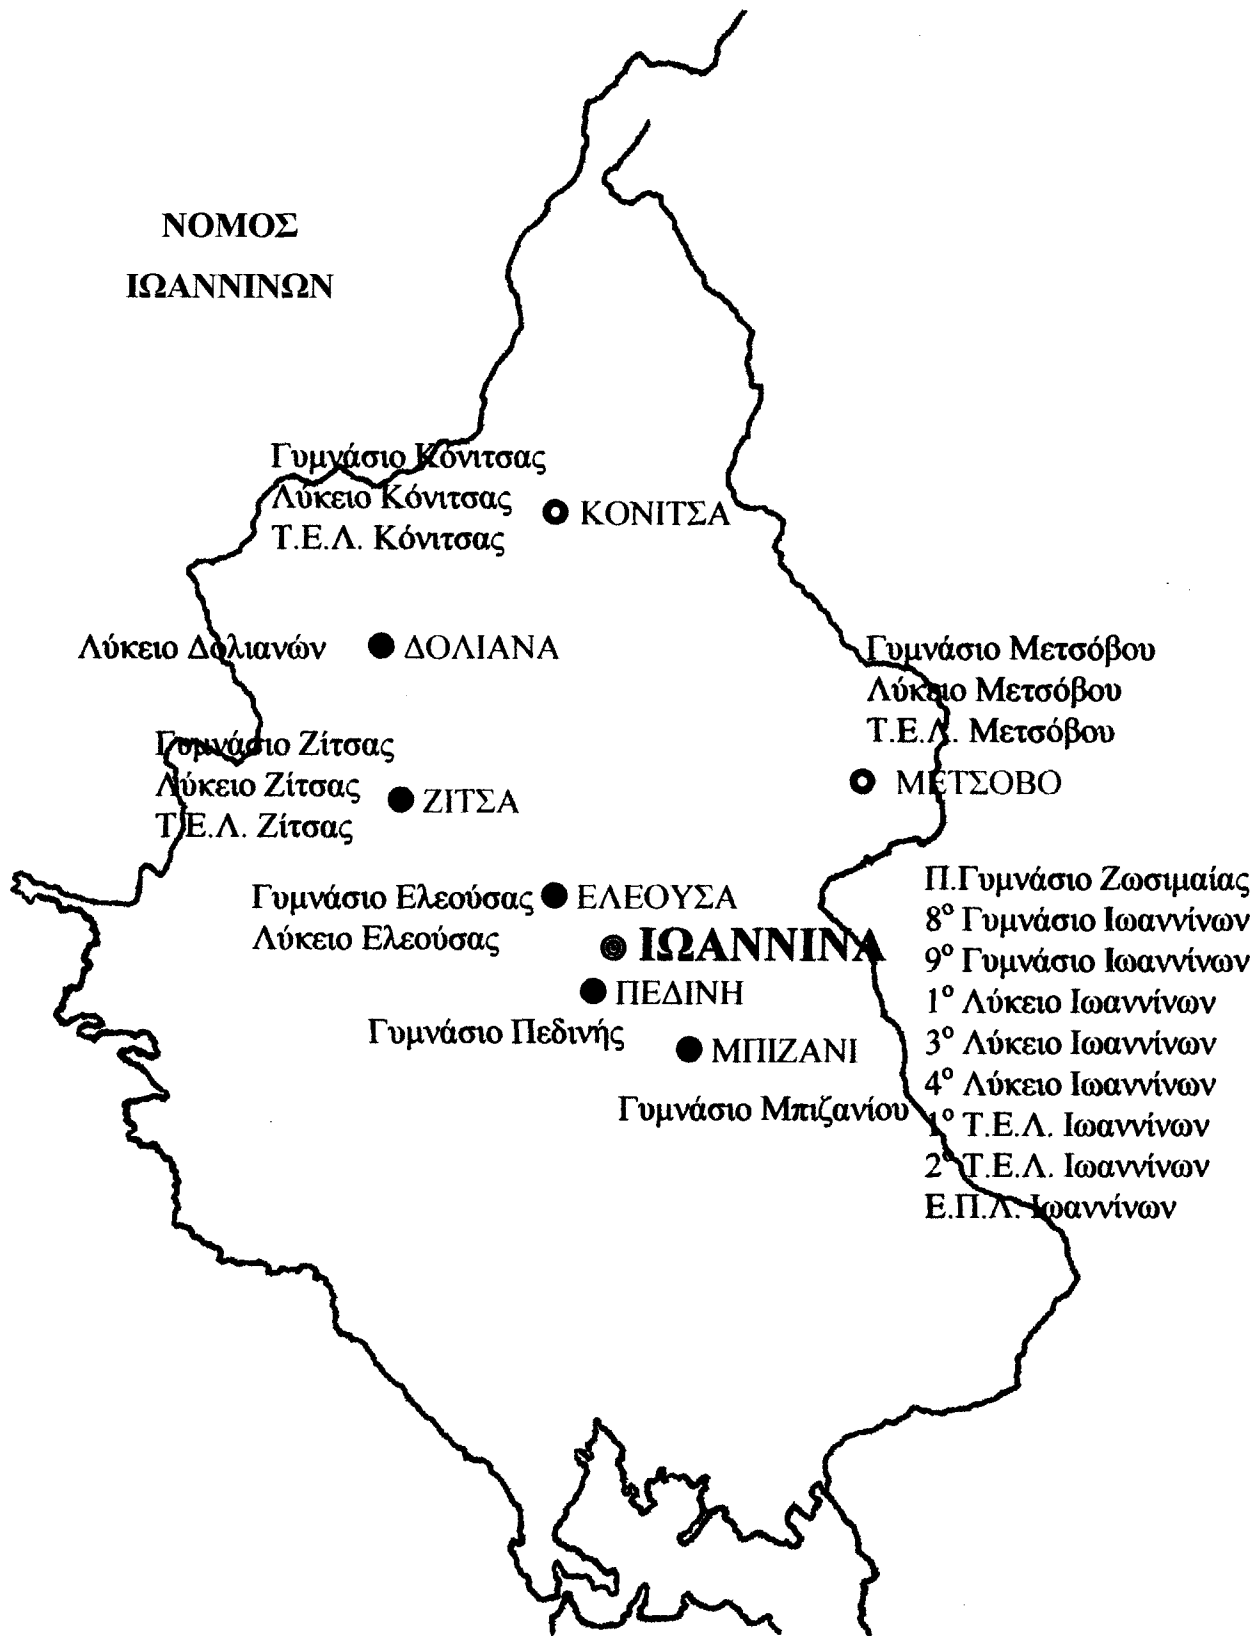 ΝΟΜΟΣ
ΙΩΑΝΝΙΝΩΝ
Γυμνάσιο Κόνιτσας
Λύκειο Κόνιτσας
Τ.Ε.Λ. Κόνιτσας
ΚΟΝΙΤΣΑ
Λύκειο Δολιανών
ΔΟΛΙΑΝΑ
Γυμνάσιο Μετσόβου
Λύκειο Μετσόβου
Τ.Ε.Λ. Μετσόβου
ΜΕΤΣΟΒΟ
Γυμνάσιο Ζίτσας
Λύκειο Ζίτσας
Τ.Ε.Λ. Ζίτσας
ΖΙΤΣΑ
Γυμνάσιο Ελεούσας
Λύκειο Ελεούσας
ΕΛΕΟΥΣΑ
ΙΩΑΝΝΙΝΑ
Π.Γυμνάσιο Ζωσιμαίας
8° Γυμνάσιο Ιωαννίνων
9° Γυμνάσιο Ιωαννίνων
1° Λύκειο Ιωαννίνων
3° Λύκειο Ιωαννίνων
4° Λύκειο Ιωαννίνων
1° Τ.Ε.Λ. Ιωαννίνων
2° Τ.Ε.Λ. Ιωαννίνων
Ε.Π.Λ. Ιωαννίνων
ΠΕΔΙΝΗ
Γυμνάσιο Πεδινής
ΜΠΙΖΑΝΙ
Γυμνάσιο Μπιζανίου